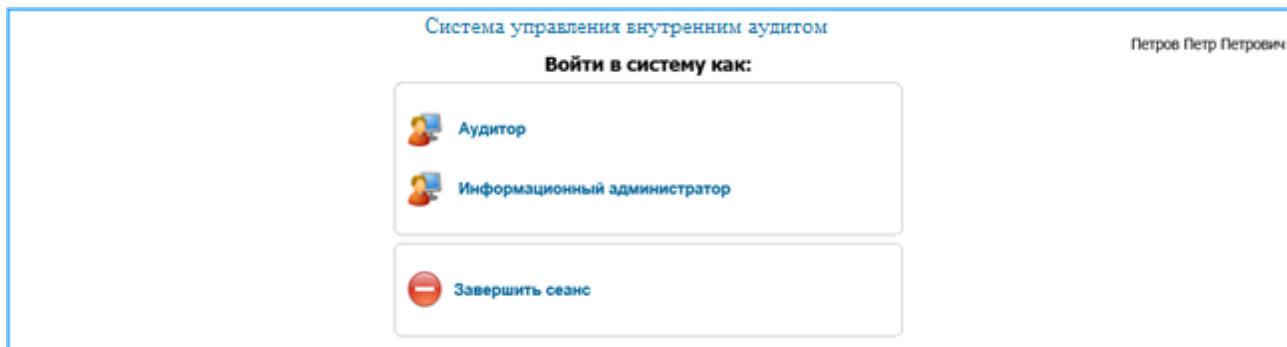 Система управления внутренним аудитом
Петров Петр Петрович
Войти в систему как:
Аудитор
Информационный администратор
Завершить сеанс